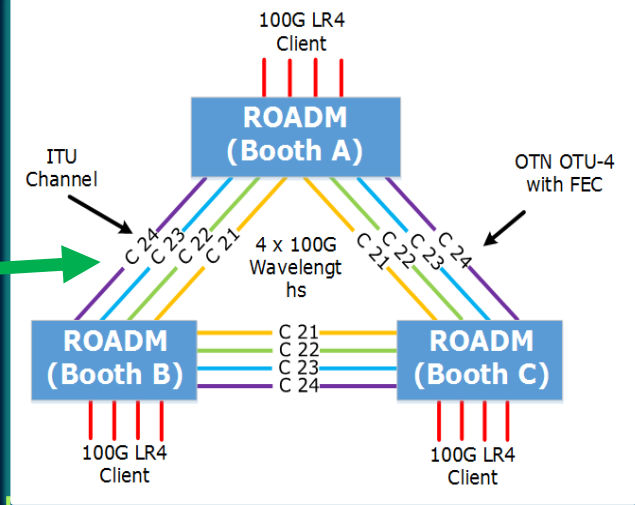 100G LR4
Client
ROADM
(Booth A)
ITU
Channel
OTN OTU-4
with FEC
C 24
C 23
C 22
C 21
4 x 100G
Wavelengt
hs
C 21
C 22
C 23
C 24
ROADM
(Booth B)
C 21
C 22
C 23
C 24
ROADM
(Booth C)
100G LR4
Client
100G LR4
Client